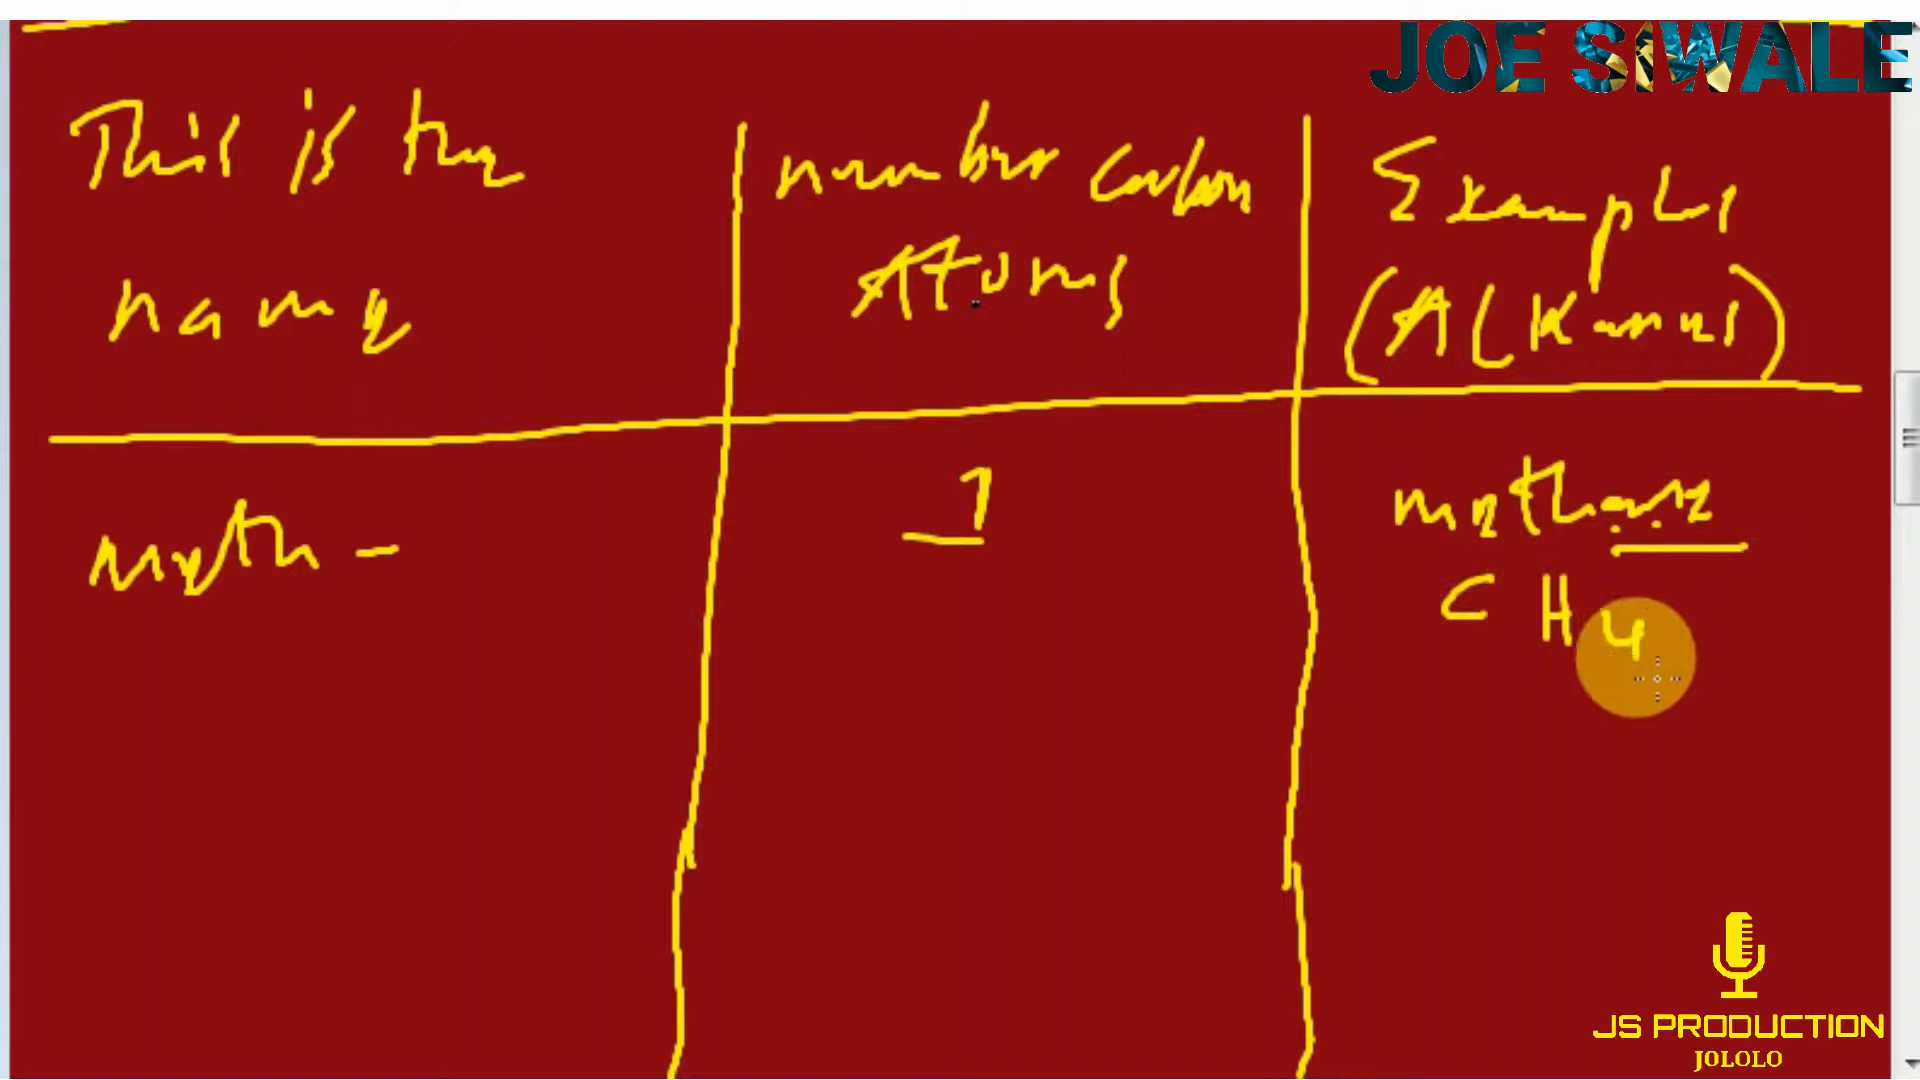 JOE SIWALE
This is the
name
number carbon
Atoms
Examples
(Alkanes)
Meth -
1
methane
CH4
JS PRODUCTION
JOLOLO